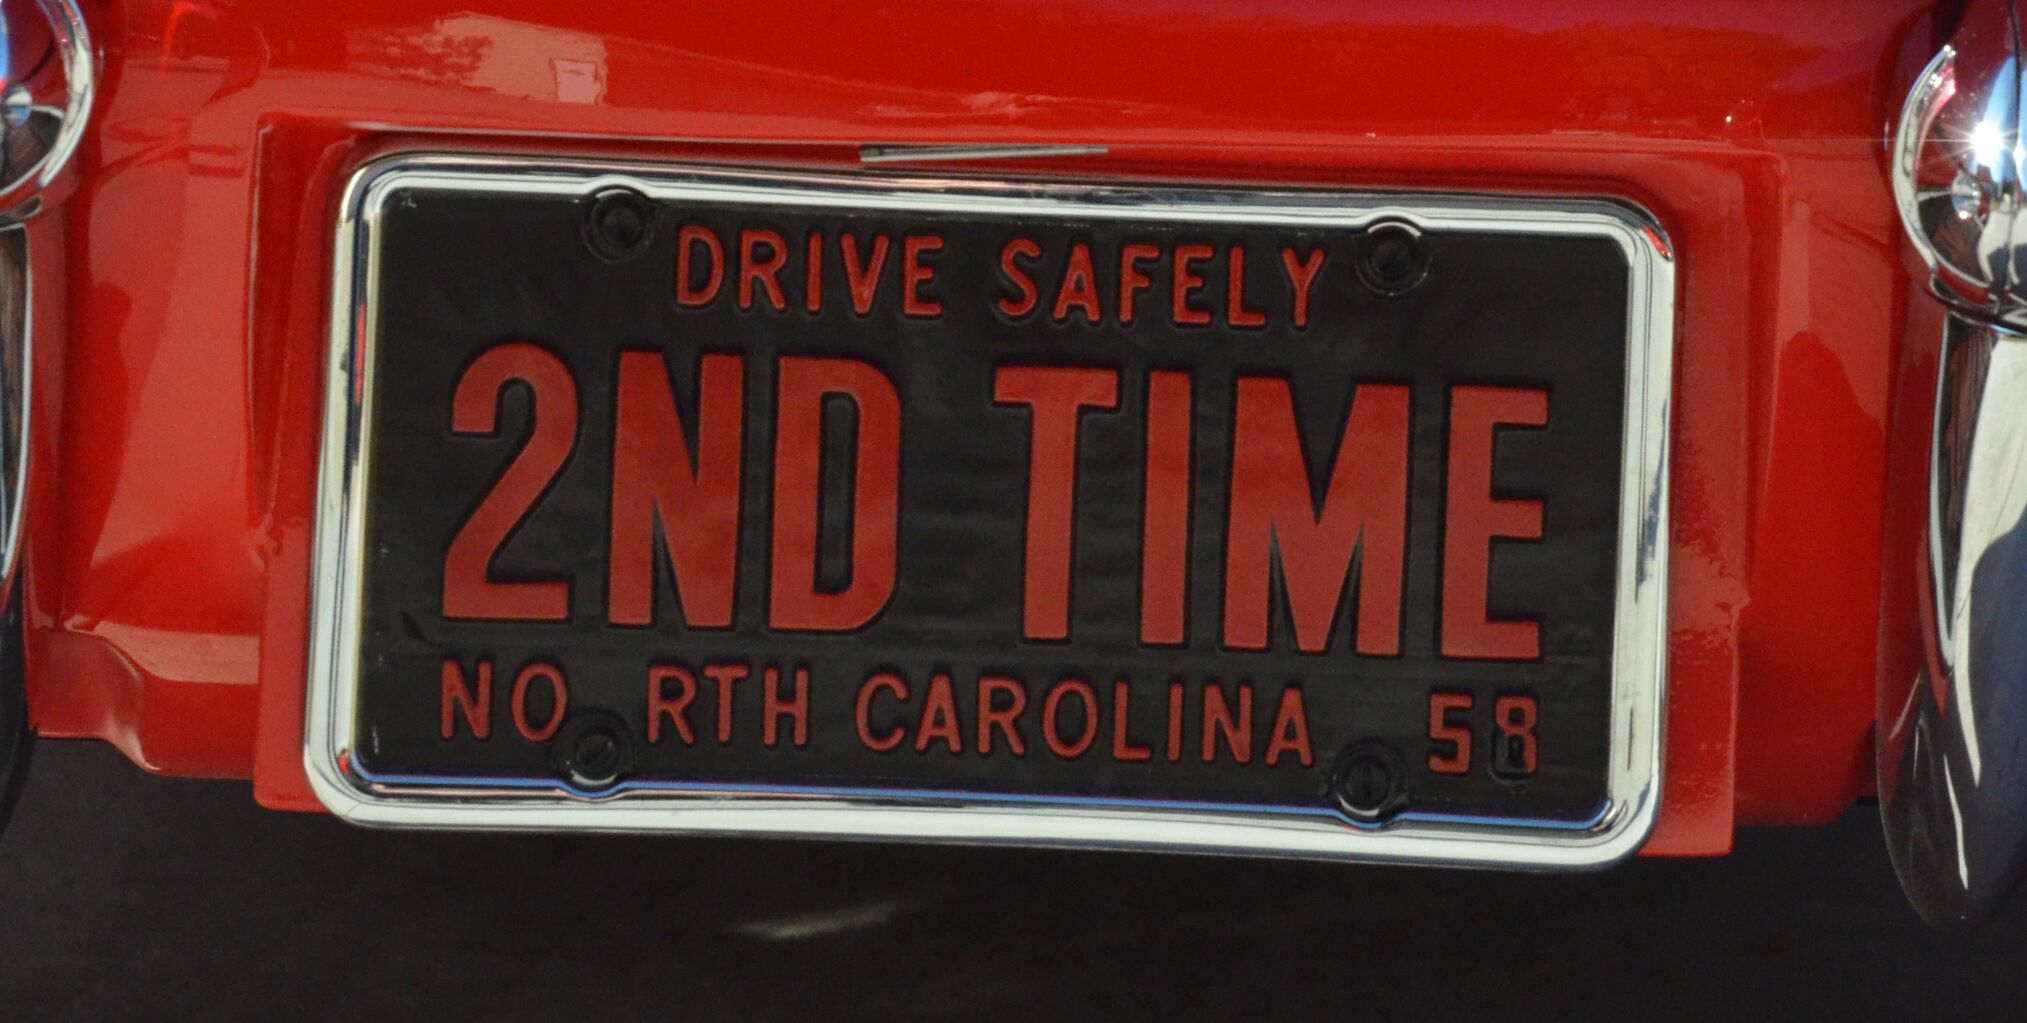 DRIVE SAFELY
2ND TIME
NO RTH CAROLINA 58